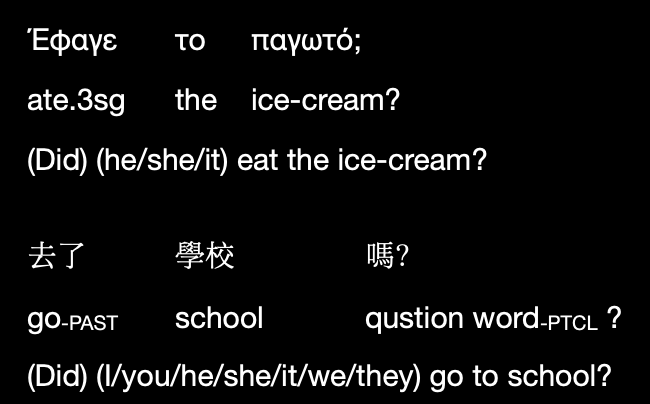 Έφαγε το παγωτό;
ate.3sg the ice-cream?
(Did) (he/she/it) eat the ice-cream?
去了 學校 嗎?
go-PAST school qustion word-PTCL ?
(Did) (I/you/he/she/it/we/they) go to school?